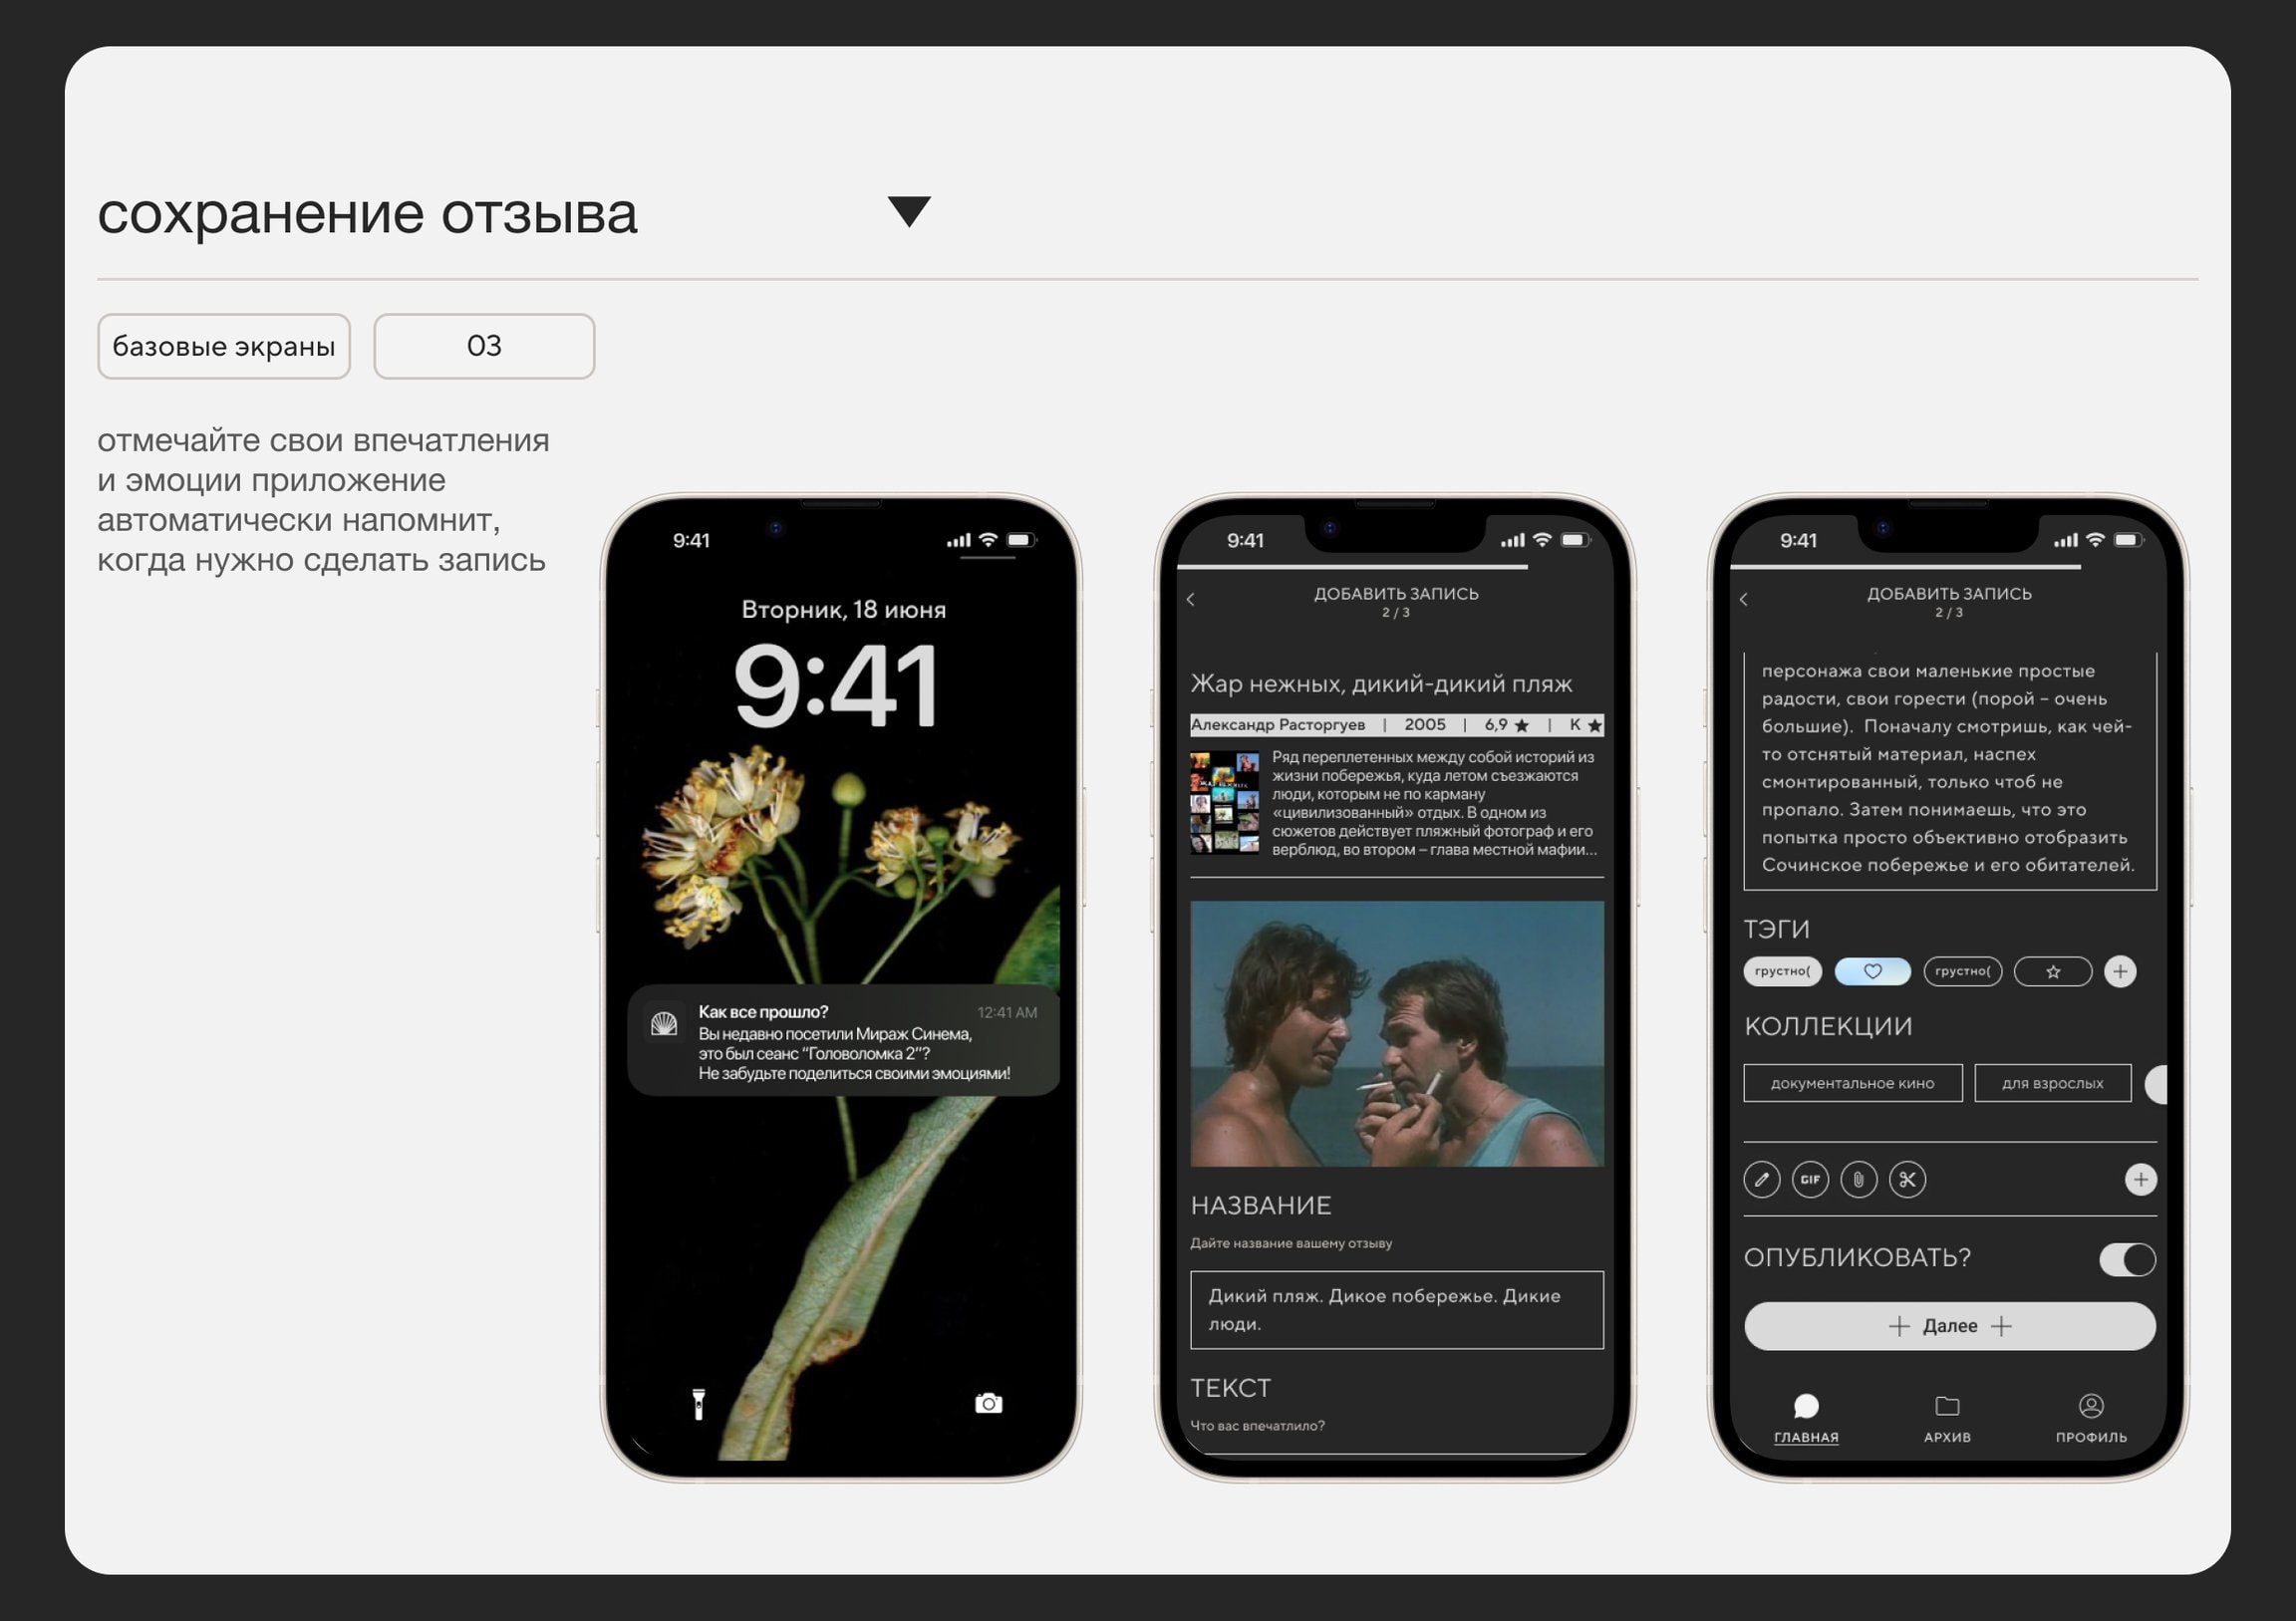 сохранение отзыва
базовые экраны
03
отмечайте свои впечатления
и эмоции приложение
автоматически напомнит,
когда нужно сделать запись
9:41
Вторник, 18 июня
9:41
Как все прошло?
12:41 AM
Вы недавно посетили Мираж Синема,
это был сеанс “Головоломка 2”?
Не забудьте поделиться своими эмоциями!
9:41
ДОБАВИТЬ ЗАПИСЬ
2 / 3
Жар нежных, дикий-дикий пляж
Александр Расторгуев | 2005 | 6,9 ★ | К ★
Ряд переплетенных между собой историй из
жизни побережья, куда летом съезжаются
люди, которым не по карману
«цивилизованный» отдых. В одном из
сюжетов действует пляжный фотограф и его
верблюд, во втором – глава местной мафии...
НАЗВАНИЕ
Дайте название вашему отзыву
Дикий пляж. Дикое побережье. Дикие
люди.
ТЕКСТ
Что вас впечатлило?
9:41
ДОБАВИТЬ ЗАПИСЬ
2 / 3
персонажа свои маленькие простые
радости, свои горести (порой – очень
большие). Поначалу смотришь, как чей-
то отснятый материал, наспех
смонтированный, только чтоб не
пропало. Затем понимаешь, что это
попытка просто объективно отобразить
Сочинское побережье и его обитателей.
ТЭГИ
грустно(
грустно(
КОЛЛЕКЦИИ
документальное кино
для взрослых
GIF
ОПУБЛИКОВАТЬ?
Далее
ГЛАВНАЯ
АРХИВ
ПРОФИЛЬ